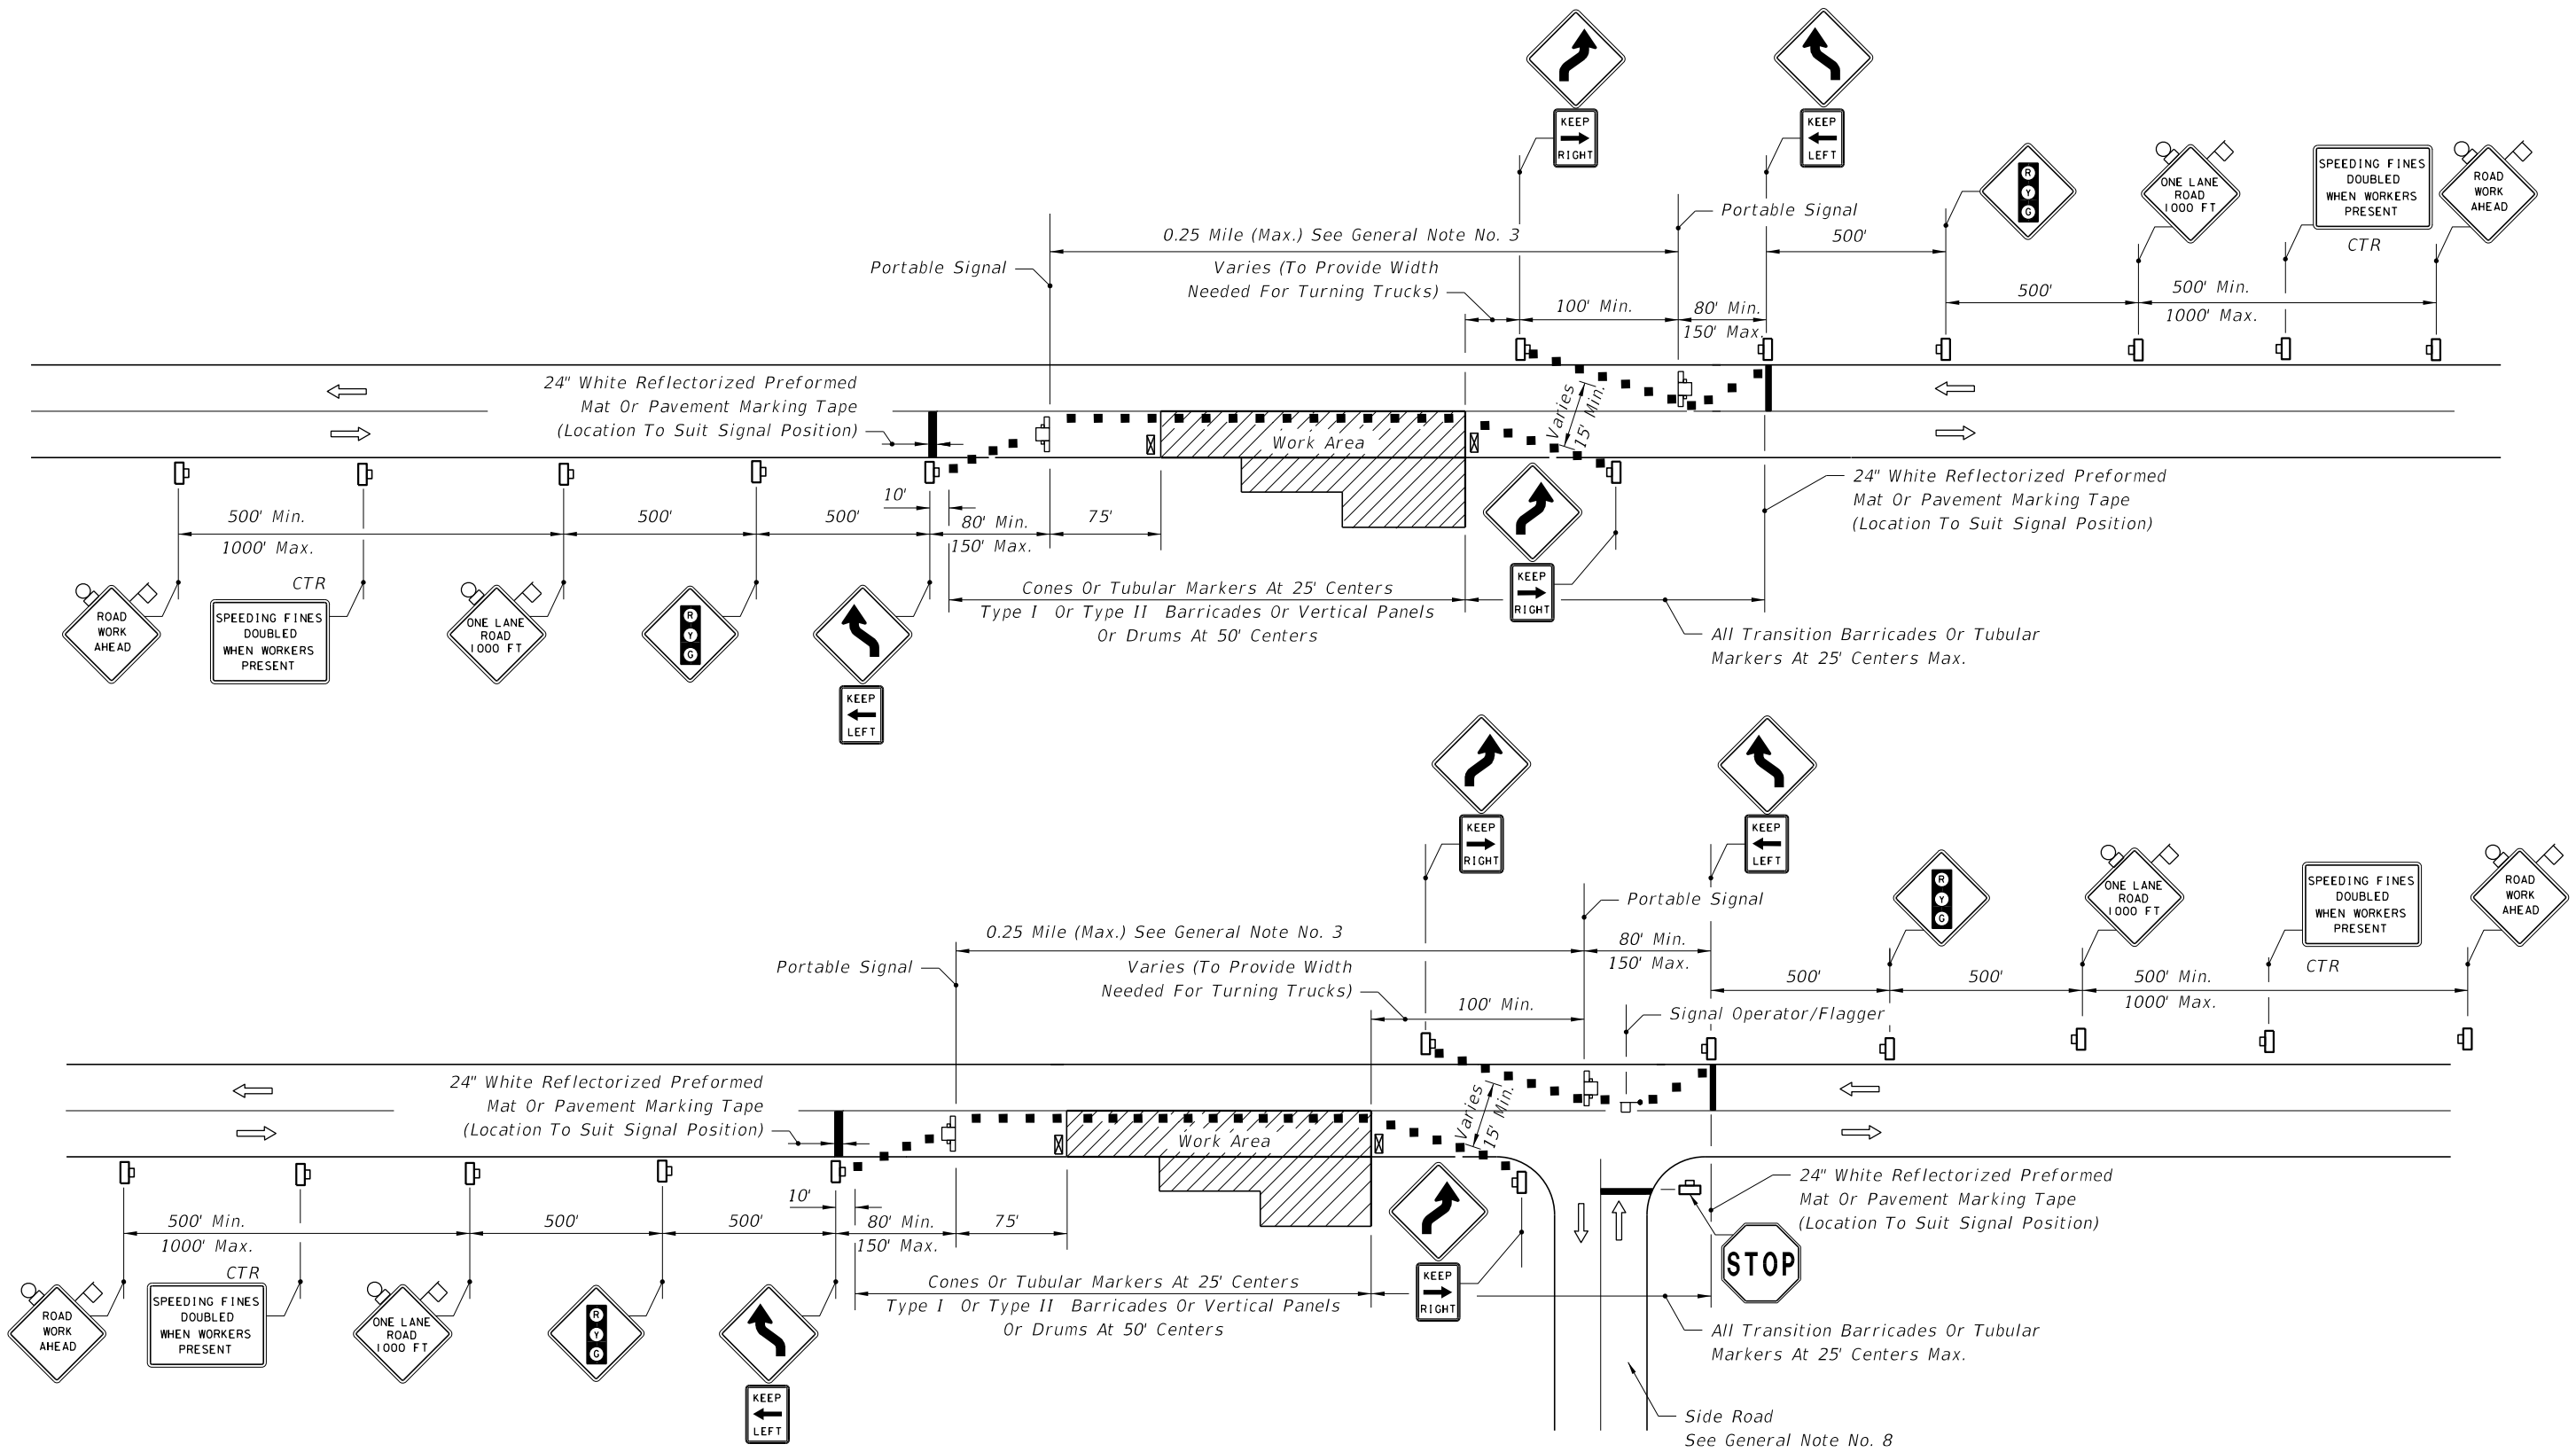 KEEP
RIGHT
KEEP
LEFT
R
Y
G
ONE LANE
ROAD
1000 FT
SPEEDING FINES
DOUBLED
WHEN WORKERS
PRESENT
CTR
ROAD
WORK
AHEAD
Portable Signal
0.25 Mile (Max.) See General Note No. 3
500'
Portable Signal
Varies (To Provide Width
Needed For Turning Trucks)
100' Min.
80' Min.
150' Max.
500'
500' Min.
1000' Max.
24" White Reflectorized Preformed
Mat Or Pavement Marking Tape
(Location To Suit Signal Position)
Work Area
Varies
15' Min.
24" White Reflectorized Preformed
Mat Or Pavement Marking Tape
(Location To Suit Signal Position)
500' Min.
1000' Max.
500'
500'
10'
80' Min.
150' Max.
75'
CTR
Cones Or Tubular Markers At 25' Centers
Type I Or Type II Barricades Or Vertical Panels
Or Drums At 50' Centers
KEEP
RIGHT
All Transition Barricades Or Tubular
Markers At 25' Centers Max.
ROAD
WORK
AHEAD
SPEEDING FINES
DOUBLED
WHEN WORKERS
PRESENT
ONE LANE
ROAD
1000 FT
R
Y
G
KEEP
LEFT
KEEP
RIGHT
KEEP
LEFT
R
Y
G
ONE LANE
ROAD
1000 FT
SPEEDING FINES
DOUBLED
WHEN WORKERS
PRESENT
CTR
ROAD
WORK
AHEAD
Portable Signal
0.25 Mile (Max.) See General Note No. 3
80' Min.
150' Max.
Portable Signal
Varies (To Provide Width
Needed For Turning Trucks)
500'
500'
500' Min.
1000' Max.
100' Min.
Signal Operator/Flagger
24" White Reflectorized Preformed
Mat Or Pavement Marking Tape
(Location To Suit Signal Position)
Work Area
Varies
15' Min.
24" White Reflectorized Preformed
Mat Or Pavement Marking Tape
(Location To Suit Signal Position)
STOP
500' Min.
1000' Max.
500'
500'
10'
80' Min.
150' Max.
75'
CTR
Cones Or Tubular Markers At 25' Centers
Type I Or Type II Barricades Or Vertical Panels
Or Drums At 50' Centers
KEEP
RIGHT
All Transition Barricades Or Tubular
Markers At 25' Centers Max.
ROAD
WORK
AHEAD
SPEEDING FINES
DOUBLED
WHEN WORKERS
PRESENT
ONE LANE
ROAD
1000 FT
R
Y
G
KEEP
LEFT
Side Road
See General Note No. 8